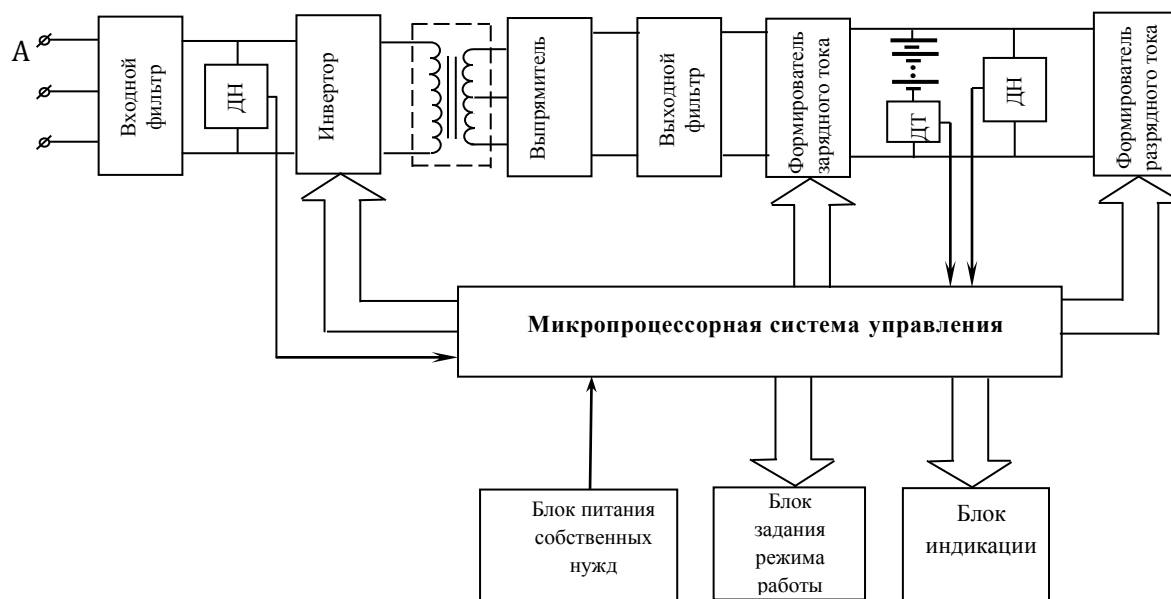 А
Входной
фильтр
ДН
Инвертор
Выпрямитель
Выходной
фильтр
Формирователь
зарядного тока
ДТ
ДН
Формирователь
разрядного тока
Микропроцессорная система управления
Блок питания
собственных
нужд
Блок
задания
режима
работы
Блок
индикации